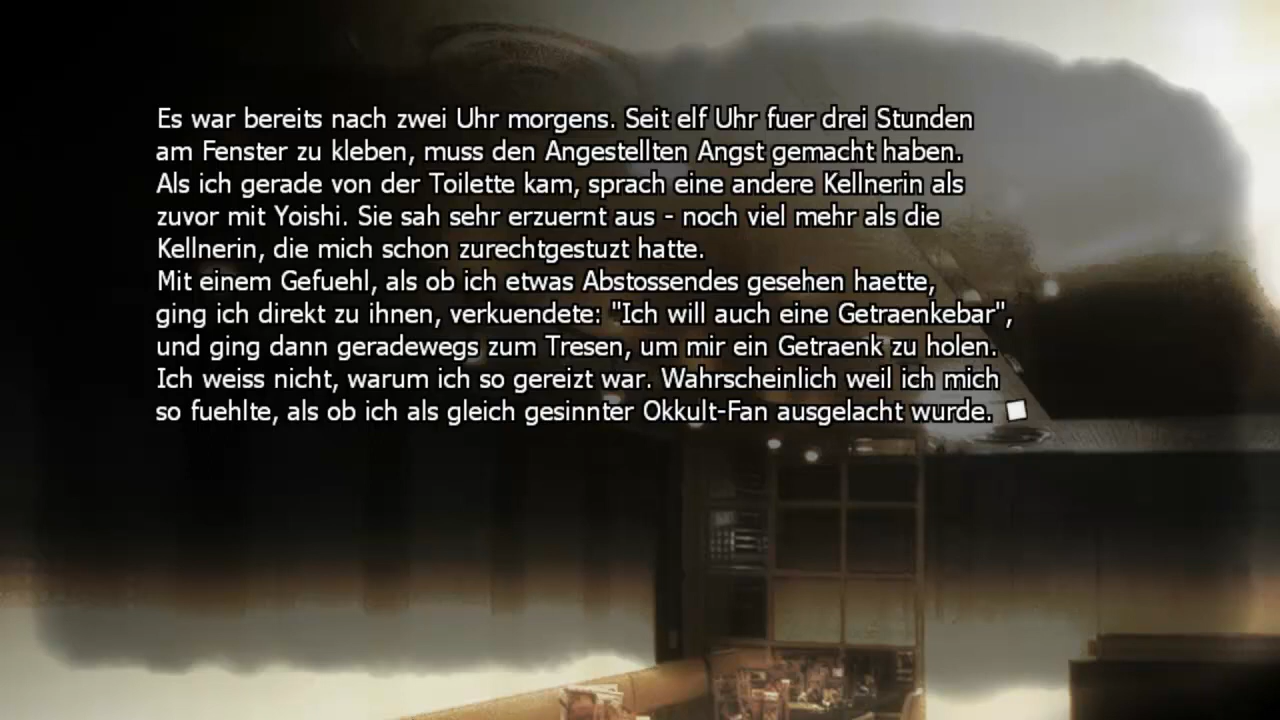 Es war bereits nach zwei Uhr morgens. Seit elf Uhr fuer drei Stunden
am Fenster zu kleben, muss den Angestellten Angst gemacht haben.
Als ich gerade von der Toilette kam, sprach eine andere Kellnerin als
zuvor mit Yoishi. Sie sah sehr erzuernt aus - noch viel mehr als die
Kellnerin, die mich schon zurechtgestuzt hatte.
Mit einem Gefuehl, als ob ich etwas Abstossendes gesehen haette,
ging ich direkt zu ihnen, verkuendete: "Ich will auch eine Getraenkebar",
und ging dann geradewegs zum Tresen, um mir ein Getraenk zu holen.
Ich weiss nicht, warum ich so gereizt war. Wahrscheinlich weil ich mich
so fuehlte, als ob ich als gleich gesinnter Okkult-Fan ausgelacht wurde.